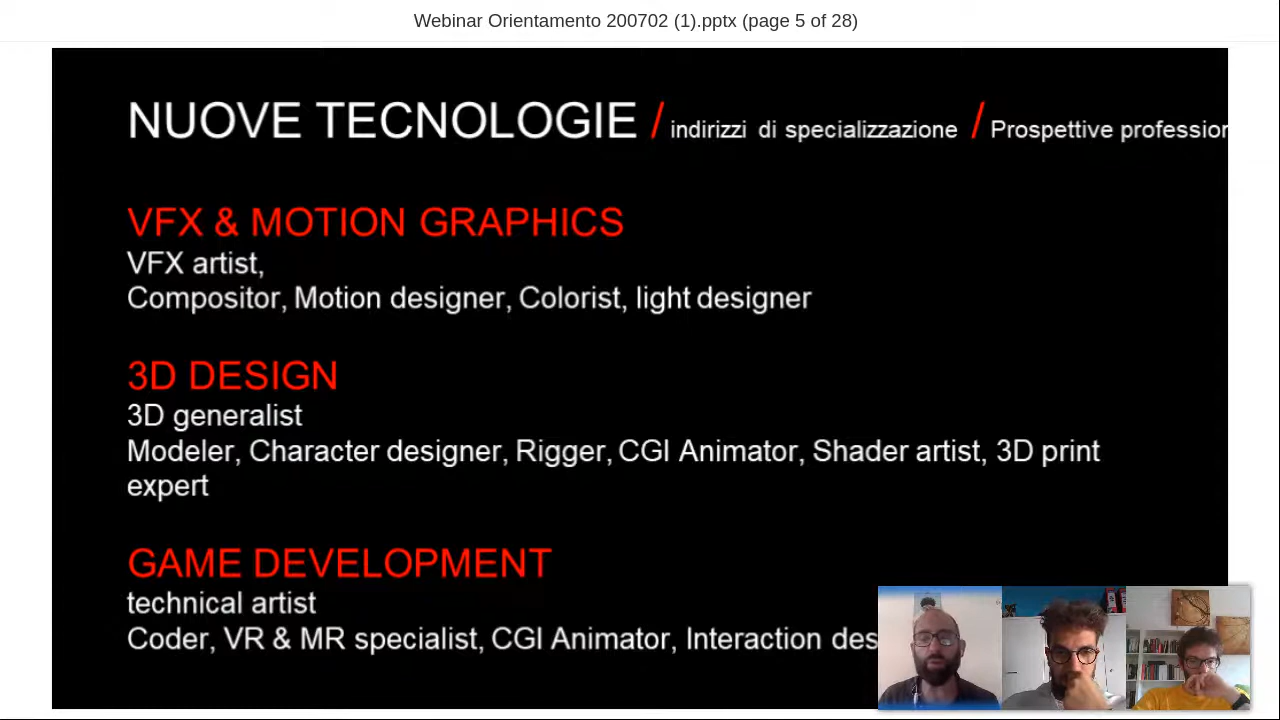 Webinar Orientamento 200702 (1).pptx (page 5 of 28)
NUOVE TECNOLOGIE / indirizzi di specializzazione / Prospettive profession
VFX & MOTION GRAPHICS
VFX artist,
Compositor, Motion designer, Colorist, light designer
3D DESIGN
3D generalist
Modeler, Character designer, Rigger, CGI Animator, Shader artist, 3D print
expert
GAME DEVELOPMENT
technical artist
Coder, VR & MR specialist, CGI Animator, Interaction des